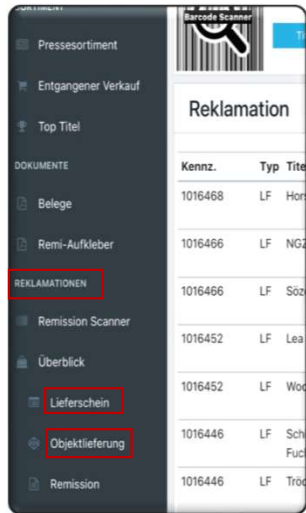 Barcode Scanner
Pressesortiment
Entgangener Verkauf
Top Titel
DOKUMENTE
Belege
Remi-Aufkleber
REKLAMATIONEN
Remission Scanner
Überblick
Lieferschein
Objektlieferung
Remission
Reklamation
Kennz. Typ
1016468 LF
1016466 LF
1016466 LF
1016452 LF Lea
1016452 LF
1016446 LF
1016446 LF